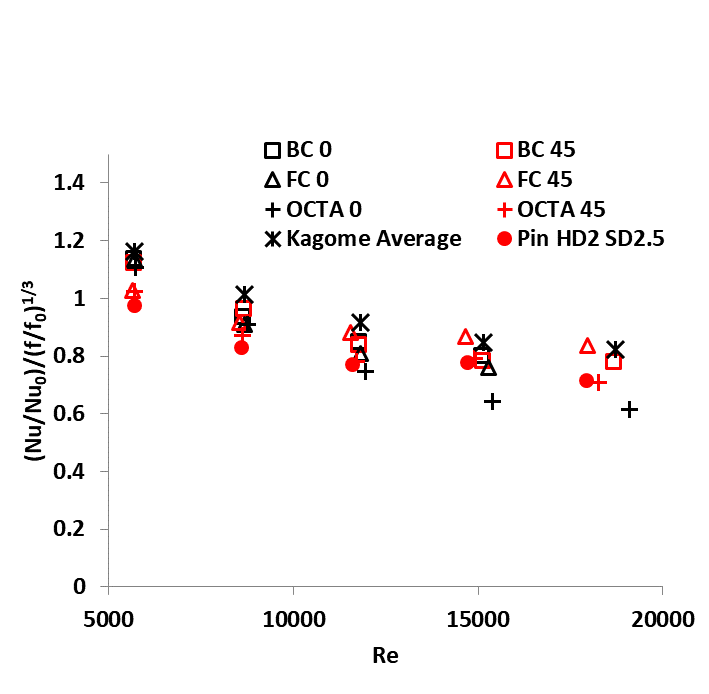 BC 0 BC 45
FC 0 FC 45
OCTA 0 OCTA 45
Kagome Average Pin HD2 SD2.5
1.4
1.2
1
0.8
0.6
0.4
0.2
0
(Nu/Nu0)/(f/f0)1/3
5000 10000 15000 20000
Re